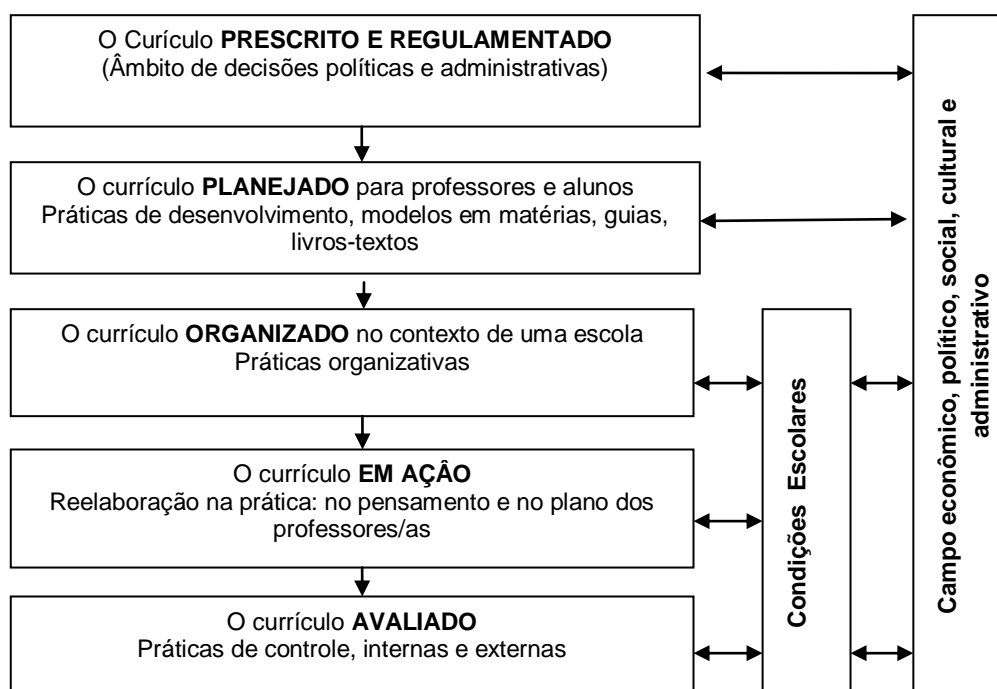 O Curículo PRESCRITO E REGULAMENTADO
(Âmbito de decisões políticas e administrativas)
O currículo PLANEJADO para professores e alunos
Práticas de desenvolvimento, modelos em matérias, guias,
livros-textos
O currículo ORGANIZADO no contexto de uma escola
Práticas organizativas
O currículo EM AÇÂO
Reelaboração na prática: no pensamento e no plano dos
professores/as
O currículo AVALIADO
Práticas de controle, internas e externas
Condições Escolares
Campo econômico, político, social, cultural e
administrativo